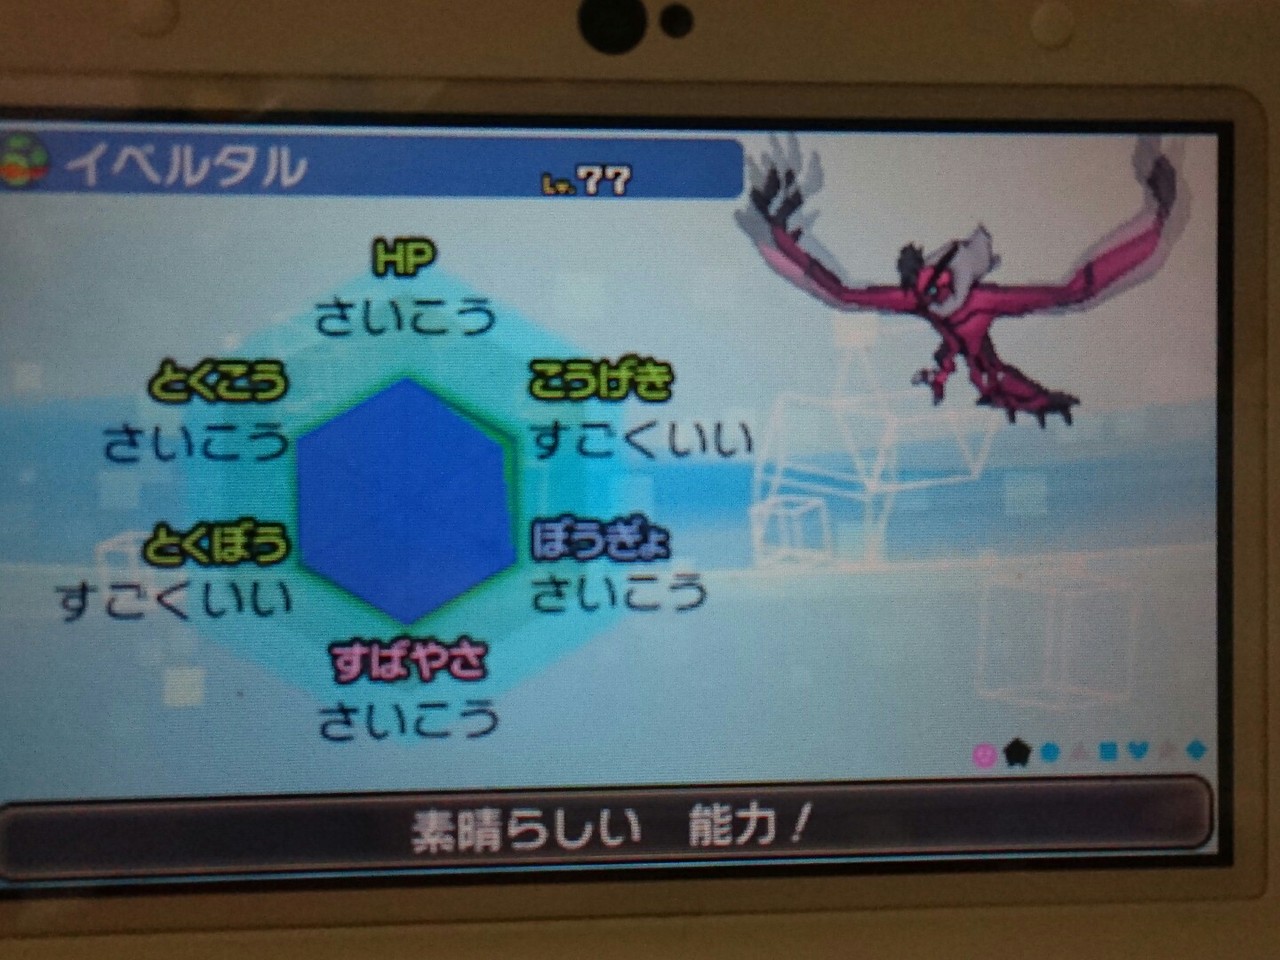 イベルタル
Lv.77
HP
さいこう
とくこう
さいこう
こうげき
すごくいい
とくぼう
すごくいい
ぼうぎょ
さいこう
すばやさ
さいこう
素晴らしい 能力！